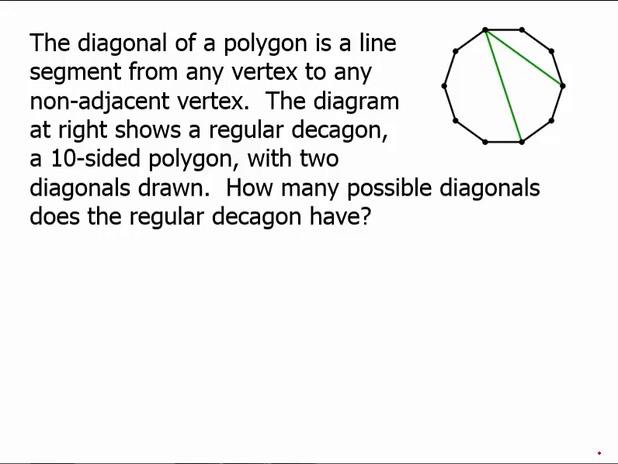 The diagonal of a polygon is a line
segment from any vertex to any
non-adjacent vertex.  The diagram
at right shows a regular decagon,
a 10-sided polygon, with two
diagonals drawn.  How many possible diagonals
does the regular decagon have?